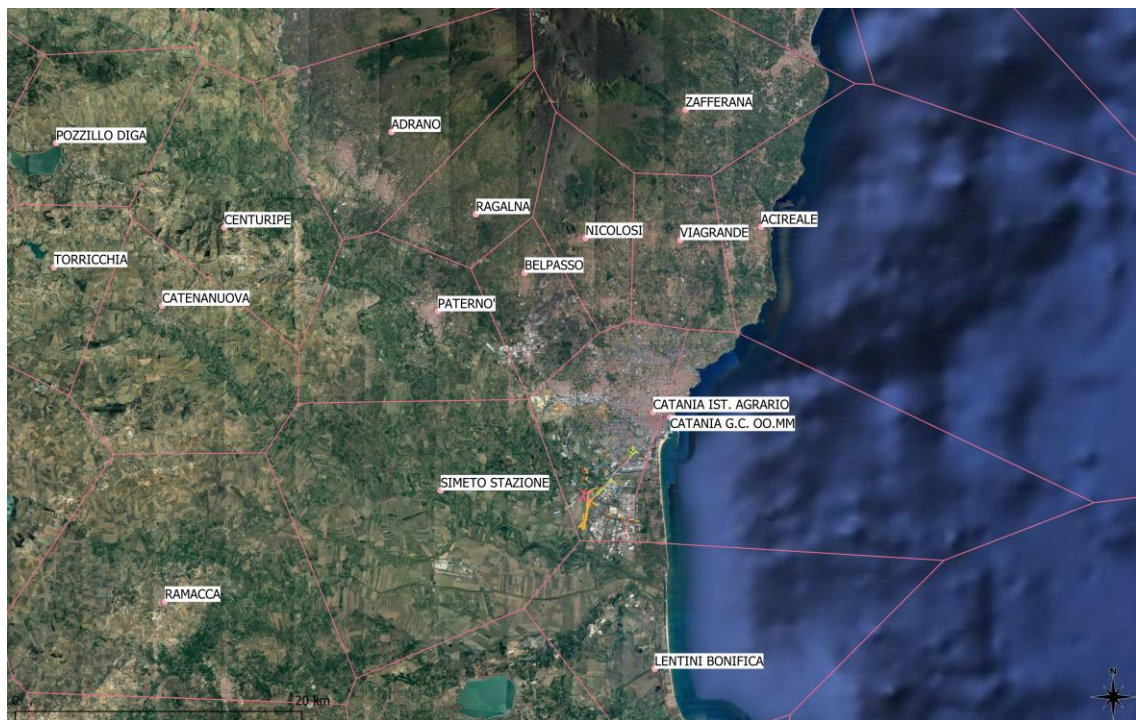 ZAFFERANA
ADRANO
POZZILLO DIGA
RAGALNA
CENTURIPE
NICOLOSI
VIAGRANDE
ACIREALE
TORRICCHIA
BELPASSO
CATENANUOVA
PATERNO'
CATANIA IST. AGRARIO
CATANIA G.C. OO.MM
SIMETO STAZIONE
RAMACCA
LENTINI BONIFICA
0 20 km
N